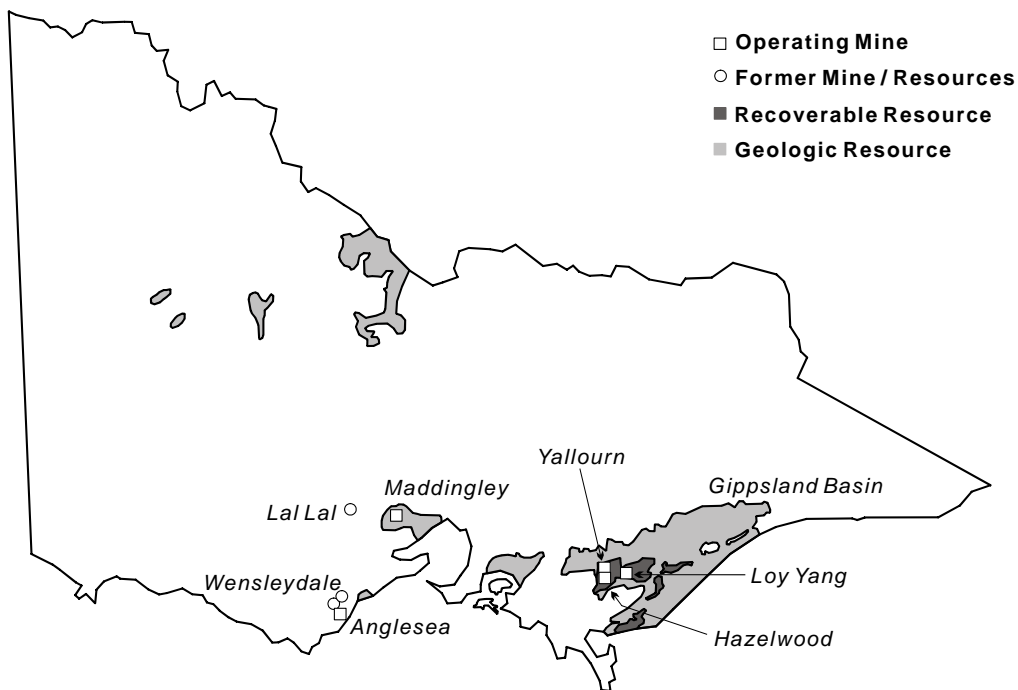 Operating Mine
Former Mine / Resources
Recoverable Resource
Geologic Resource
Yallourn
Maddingley
Gippsland Basin
Lal Lal
Wensleydale
Loy Yang
Anglesea
Hazelwood